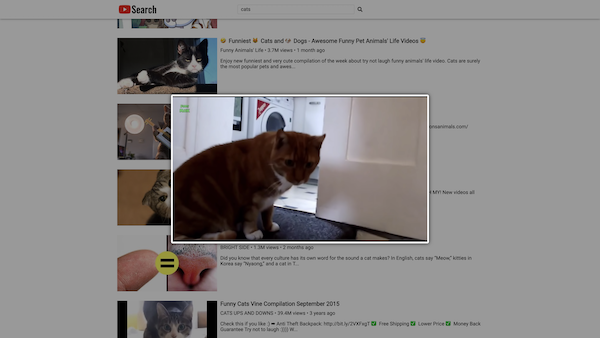 Search
cats
😂 Funniest 😻 Cats and 🐶 Dogs - Awesome Funny Pet Animals' Life Videos 😇
Funny Animals' Life • 3.7M views • 1 month ago
Enjoy new funniest and very cute compilation of the week about try not laugh funny animals' life video. Cats are surely
the most popular pets and awes...
MY! New videos all
BRIGHT SIDE • 1.3M views • 2 months ago
Did you know that every culture has its own word for the sound a cat makes? In English, cats say "Meow," kitties in
Korea say "Nyaong," and a cat in T...
Funny Cats Vine Compilation September 2015
CATS UPS AND DOWNS • 39.4M views • 3 years ago
Check this if you like :) ➡ Anti Theft Backpack: http://bit.ly/2VXFxgT ✅ Free Shipping ✅ Lower Price ✅ Money Back
Guarantee Try not to laugh W...